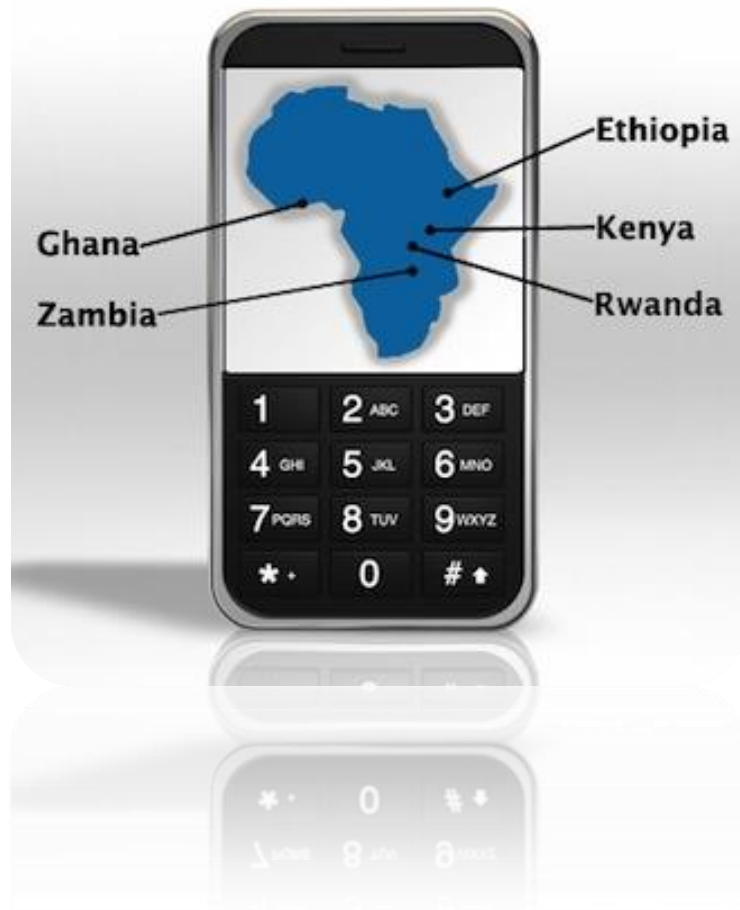 Ethiopia
Ghana
Kenya
Zambia
Rwanda
1
2 ABC
3 DEF
4 GHI
5 JKL
6 MNO
7 PQRS
8 TUV
9 WXYZ
* +
0
#